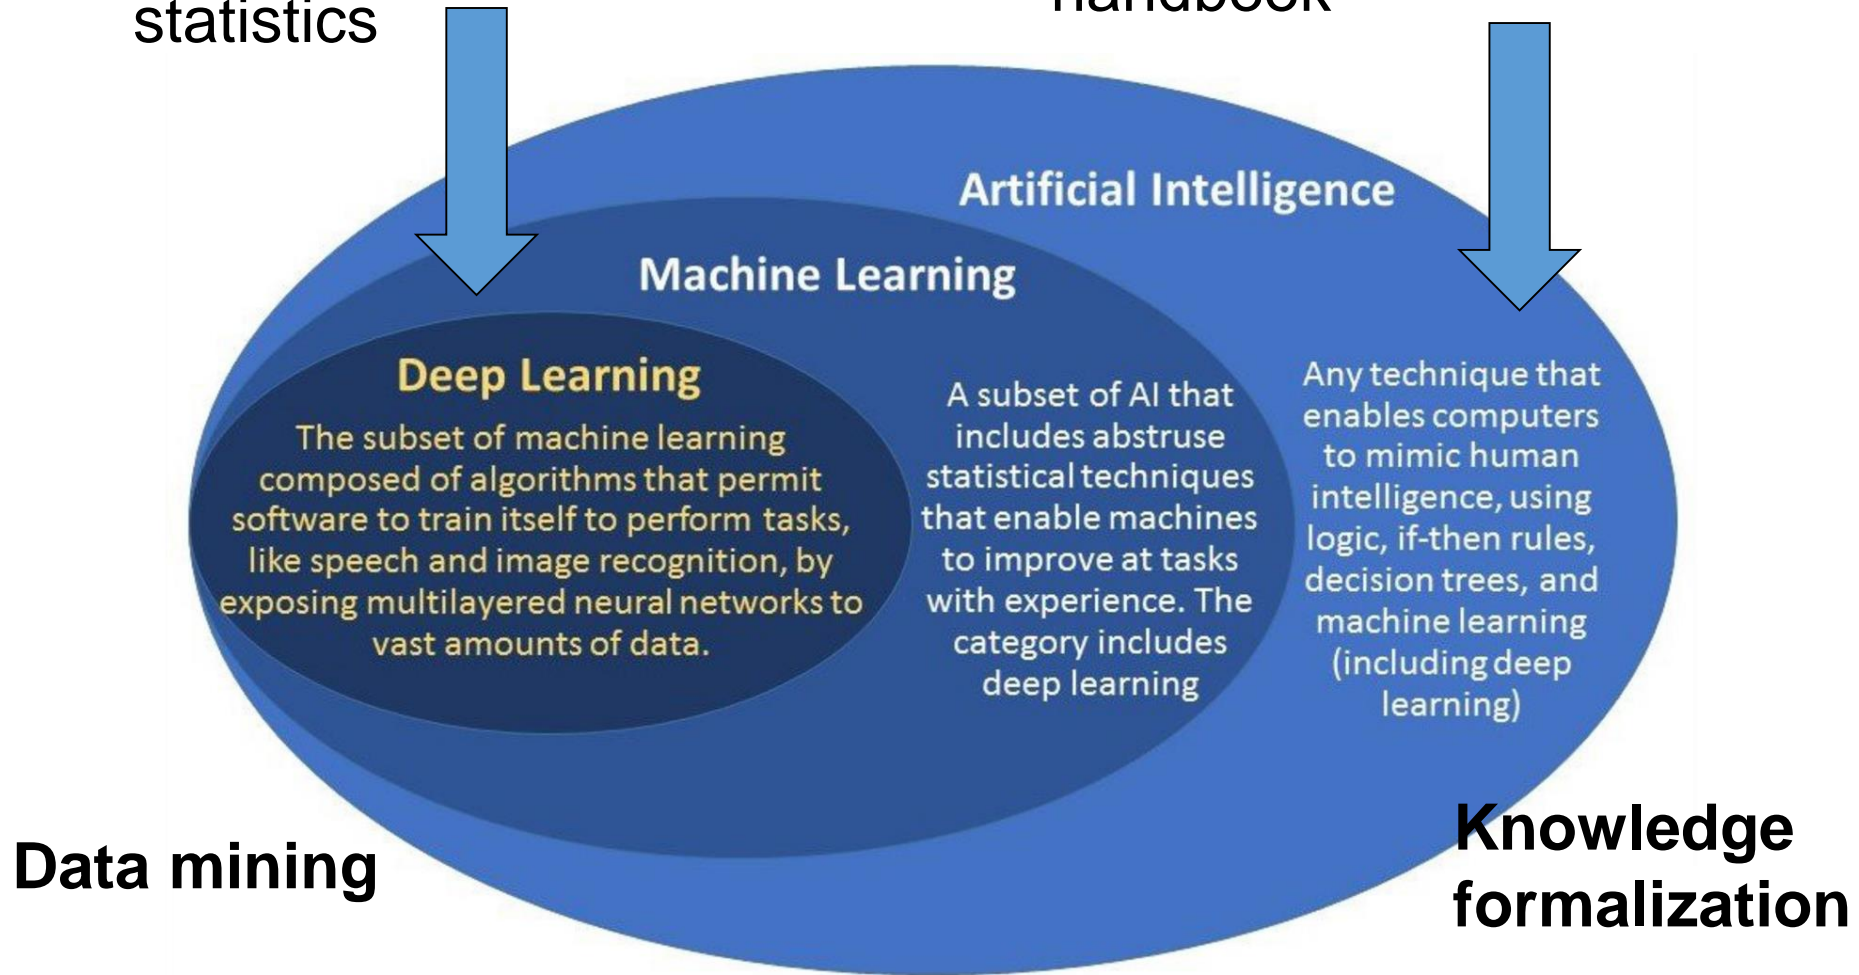 statistics
handbook
Artificial Intelligence
Machine Learning
Deep Learning
The subset of machine learning
composed of algorithms that permit
software to train itself to perform tasks,
like speech and image recognition, by
exposing multilayered neural networks to
vast amounts of data.
A subset of AI that
includes abstruse
statistical techniques
that enable machines
to improve at tasks
with experience. The
category includes
deep learning
Any technique that
enables computers
to mimic human
intelligence, using
logic, if-then rules,
decision trees, and
machine learning
(including deep
learning)
Data mining
Knowledge
formalization